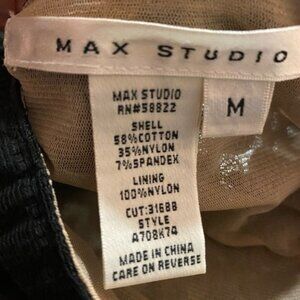 MAX STUDIO
M
MAX STUDIO
RN#58822
SHELL
58%COTTON
35%NYLON
7%SPANDEX
LINING
100%NYLON
CUT:31688
STYLE
A708K74
MADE IN CHINA
CARE ON REVERSE